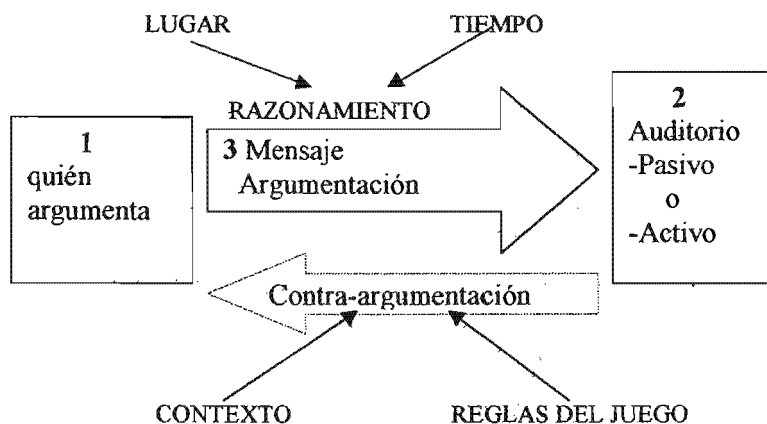 LUGAR
TIEMPO
RAZONAMIENTO
1
quién
argumenta
3 Mensaje
Argumentación
2
Auditorio
-Pasivo
o
-Activo
Contra-argumentación
CONTEXTO
REGLAS DEL JUEGO